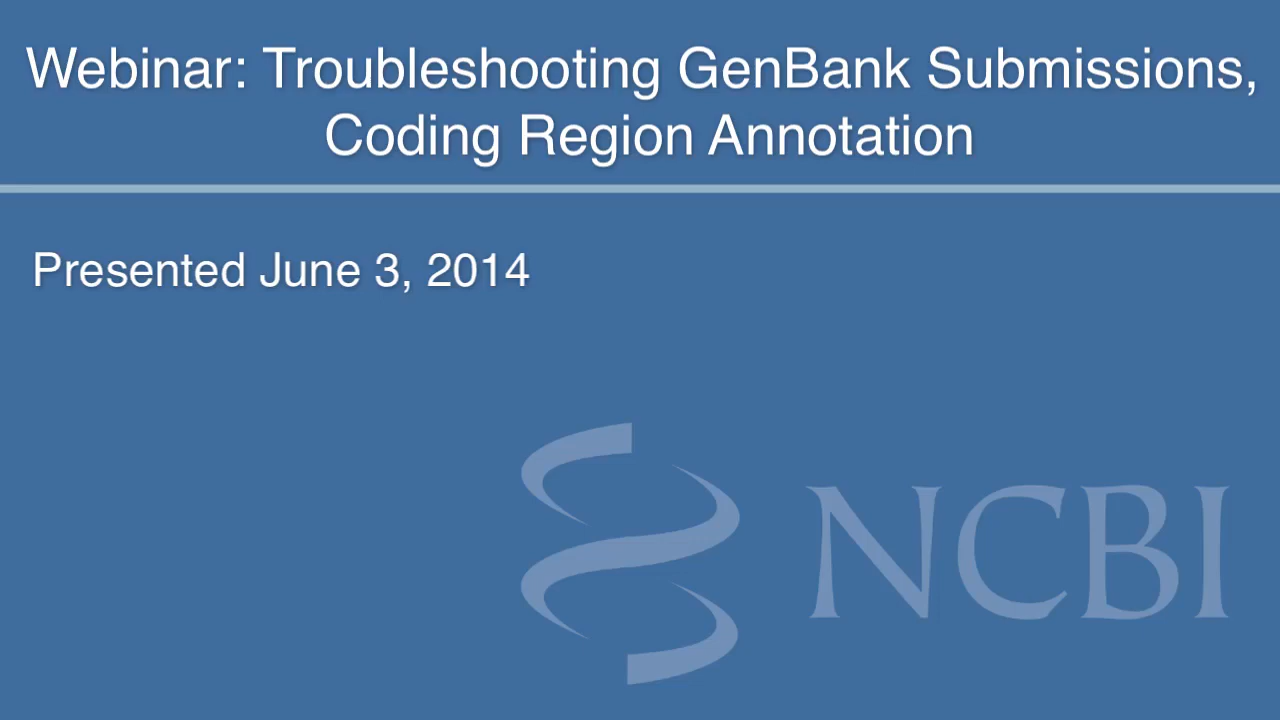 Webinar: Troubleshooting GenBank Submissions,
Coding Region Annotation
Presented June 3, 2014
NCBI